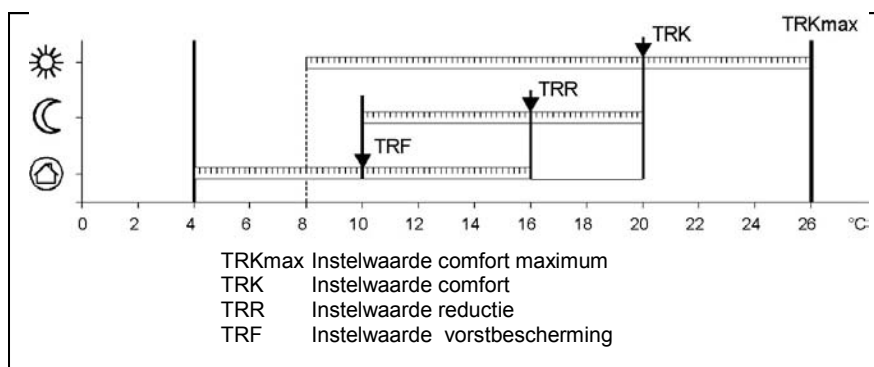 TRKmax
TRK
TRR
TRF
0 2 4 6 8 10 12 14 16 18 20 22 24 26 °C
TRKmax Instelwaarde comfort maximum
TRK Instelwaarde comfort
TRR Instelwaarde reductie
TRF Instelwaarde vorstbescherming